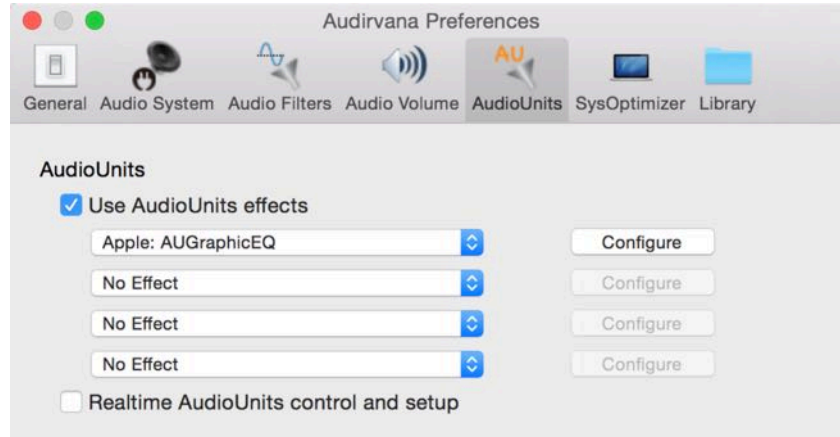 Audirvana Preferences
AU
General Audio System Audio Filters Audio Volume AudioUnits SysOptimizer Library
AudioUnits
Use AudioUnits effects
Apple: AUGraphicEQ Configure
No Effect Configure
No Effect Configure
No Effect Configure
Realtime AudioUnits control and setup